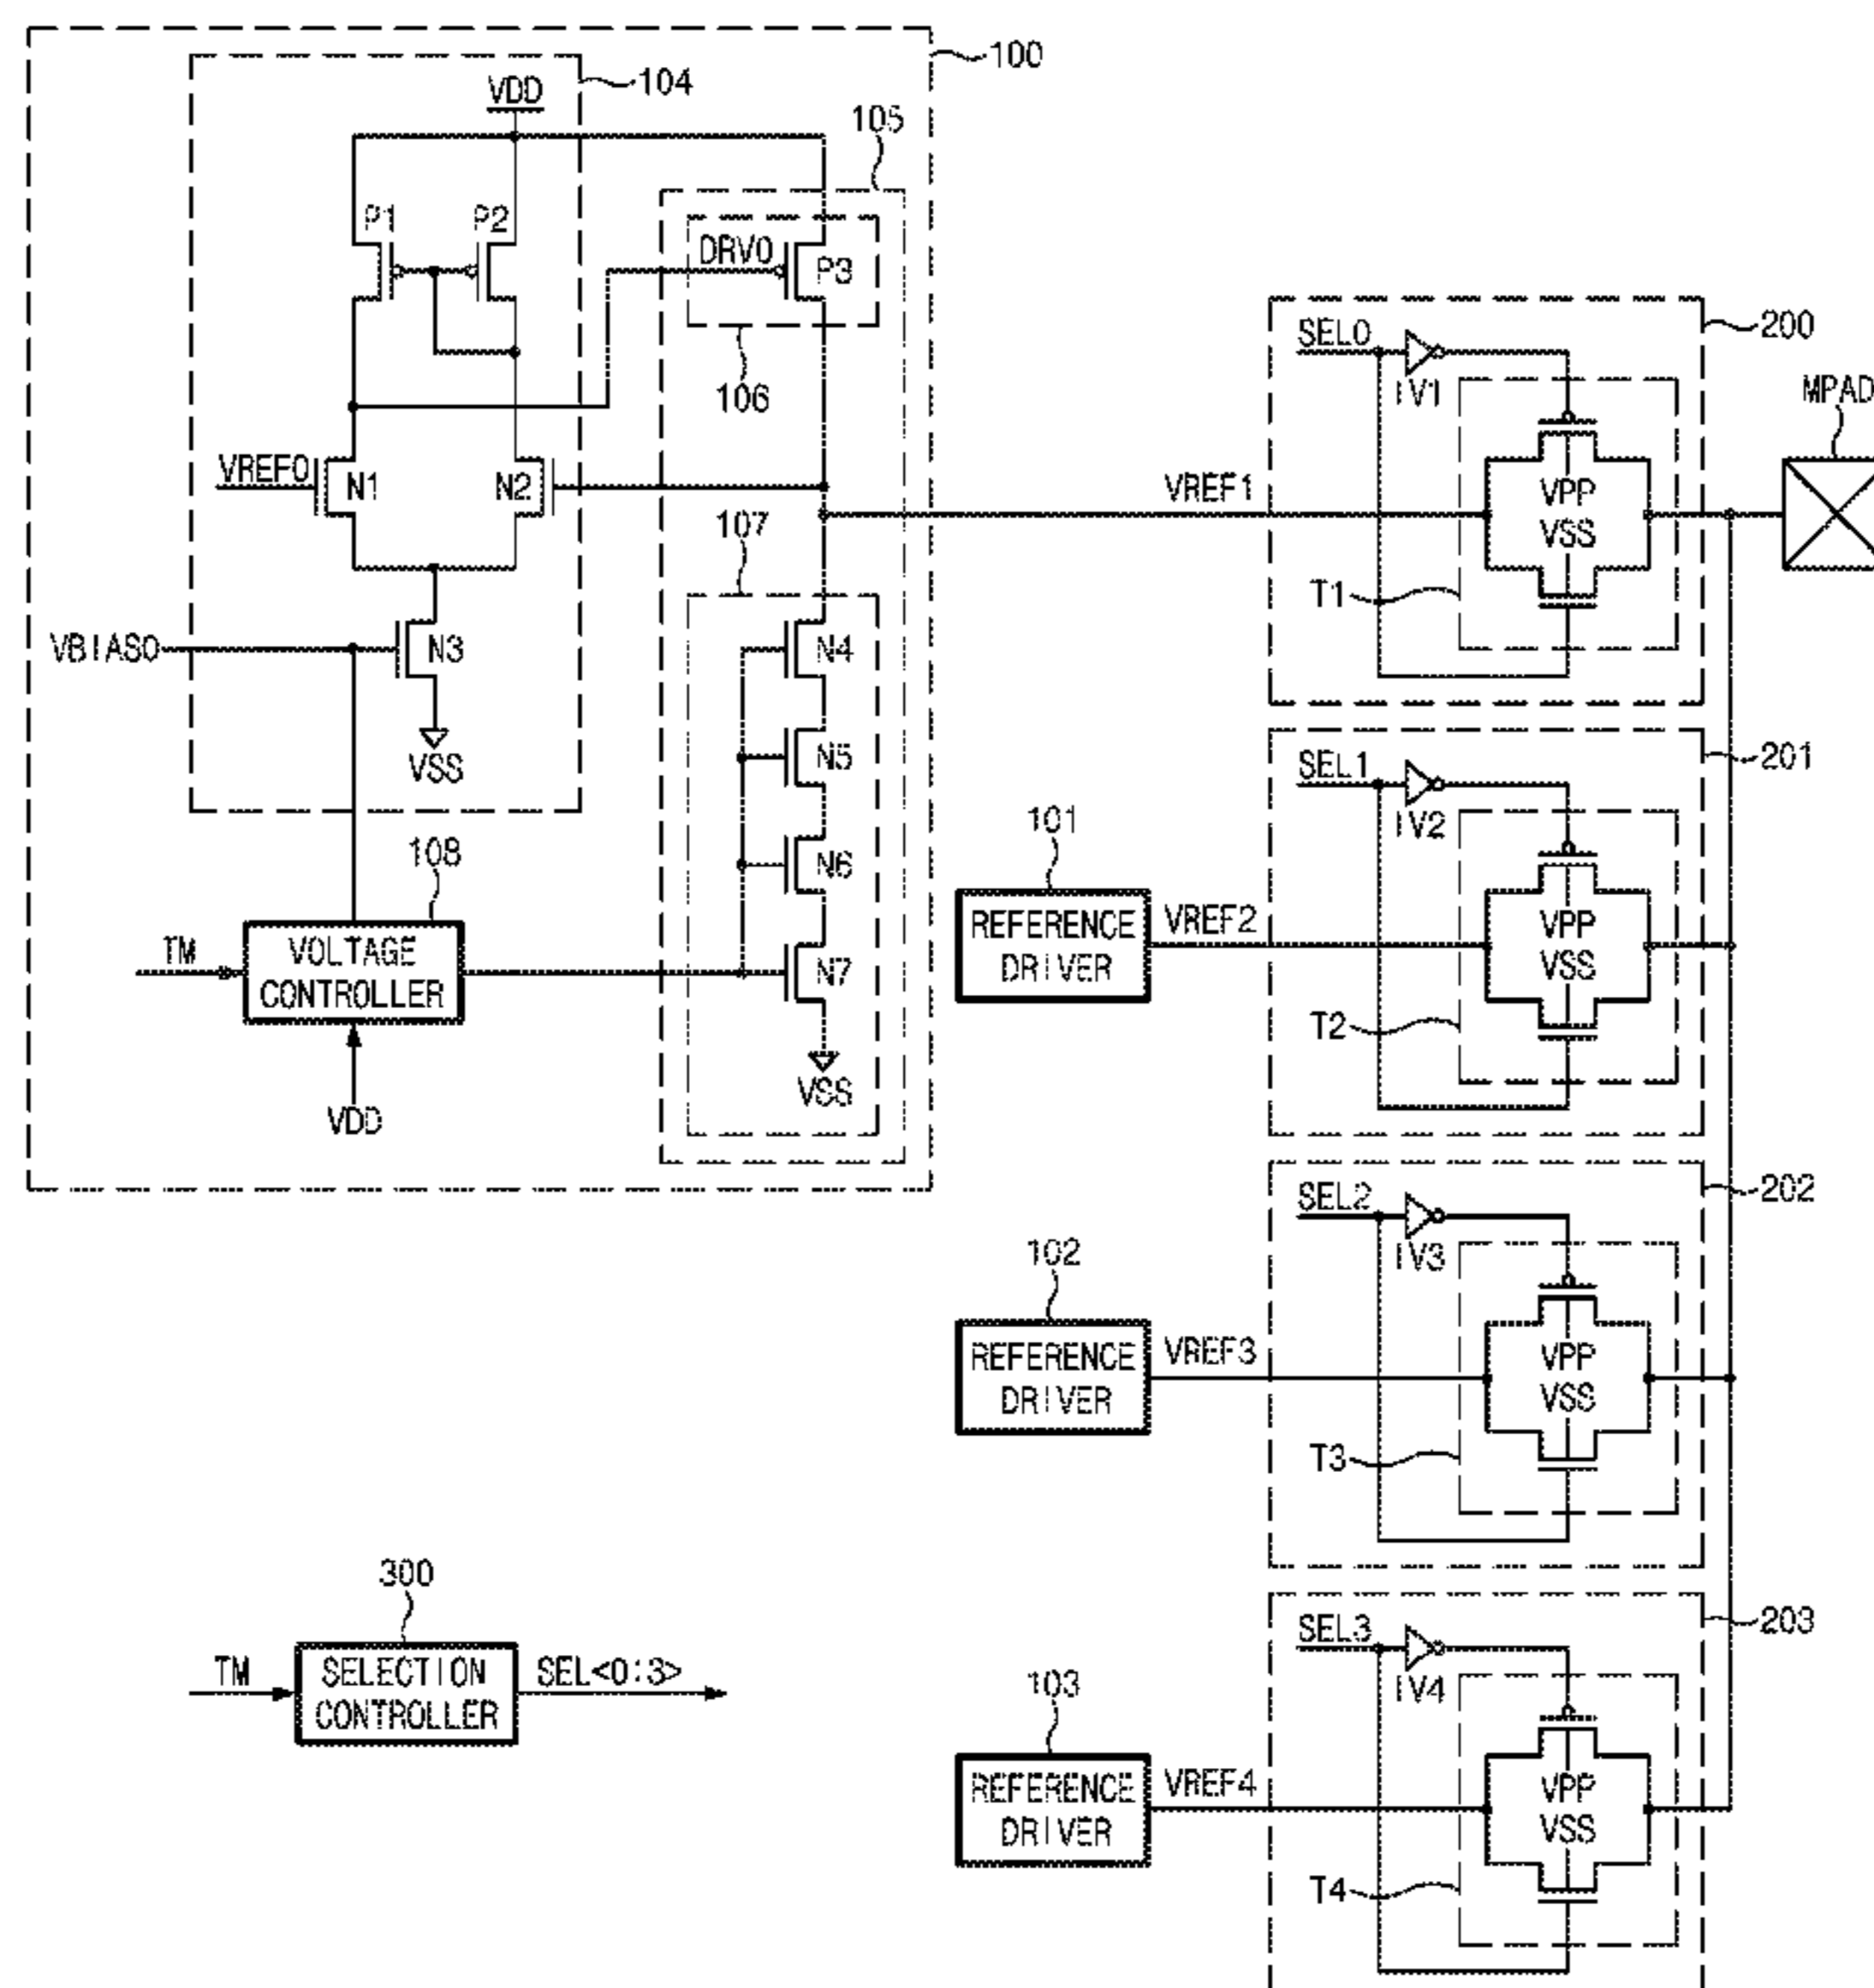 100
104
VDD
105
P1
P2
DRV0
P3
106
SEL0
200
IV1
MPAD
VREF0
N1
N2
VREF1
VPP
VSS
107
T1
VBIAS0
N3
N4
VSS
N5
SEL1
201
IV2
101
108
N6
REFERENCE
DRIVER
VREF2
VPP
VSS
TM
VOLTAGE
CONTROLLER
N7
T2
VSS
VDD
SEL2
202
IV3
102
REFERENCE
DRIVER
VREF3
VPP
VSS
T3
300
SEL3
203
TM
SELECTION
CONTROLLER
SEL<0:3>
IV4
103
REFERENCE
DRIVER
VREF4
VPP
VSS
T4